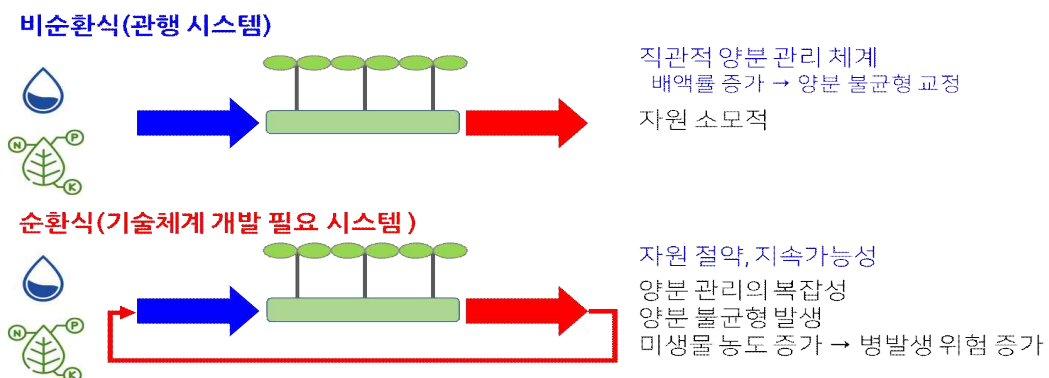 비순환식(관행 시스템)
직관적 양분 관리 체계
배액률 증가 → 양분 불균형 교정
자원 소모적
N P
K
순환식(기술체계 개발 필요 시스템 )
자원 절약, 지속가능성
양분 관리의 복잡성
양분 불균형 발생
미생물 농도 증가 → 병발생 위험 증가
N P
K